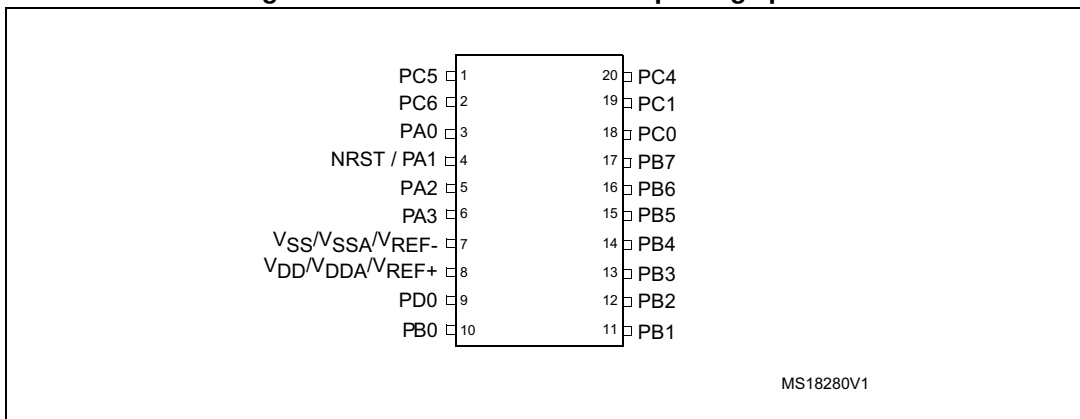 PC5 1 20 PC4
PC6 2 19 PC1
PA0 3 18 PC0
NRST / PA1 4 17 PB7
PA2 5 16 PB6
PA3 6 15 PB5
VSS/VSSA/VREF- 7 14 PB4
VDD/VDDA/VREF+ 8 13 PB3
PD0 9 12 PB2
PB0 10 11 PB1
MS18280V1